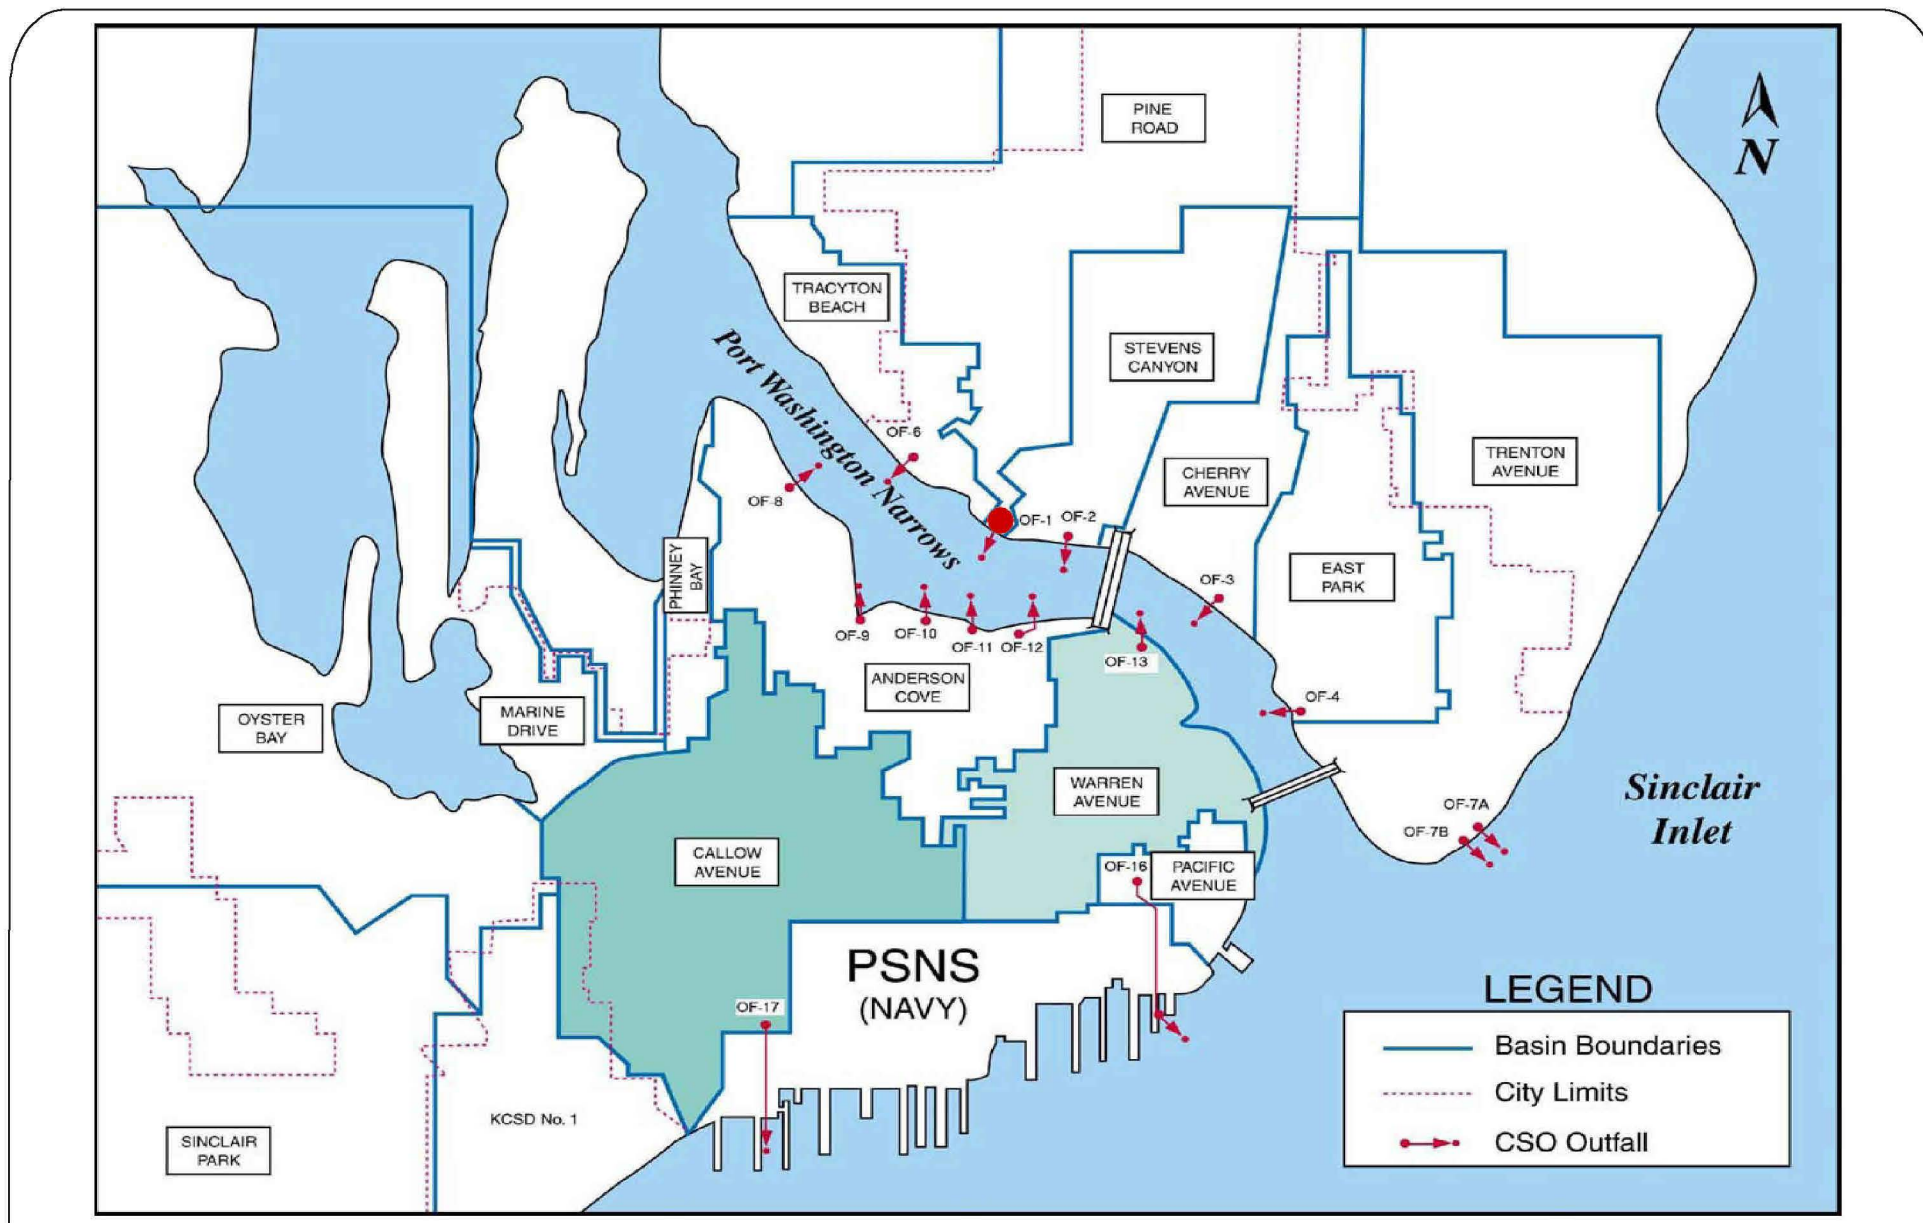 PINE
ROAD
N
TRACYTON
BEACH
STEVENS
CANYON
Port Washington Narrows
OF-6
TRENTON
AVENUE
CHERRY
AVENUE
OF-8
OF-1
OF-2
PHINNEY
BAY
EAST
PARK
OF-3
OF-9
OF-10
OF-11
OF-12
OF-13
ANDERSON
COVE
OF-4
OYSTER
BAY
MARINE
DRIVE
WARREN
AVENUE
Sinclair
Inlet
OF-7A
OF-7B
CALLOW
AVENUE
OF-16
PACIFIC
AVENUE
PSNS
(NAVY)
OF-17
KCSD No. 1
SINCLAIR
PARK
LEGEND
Basin Boundaries
City Limits
CSO Outfall